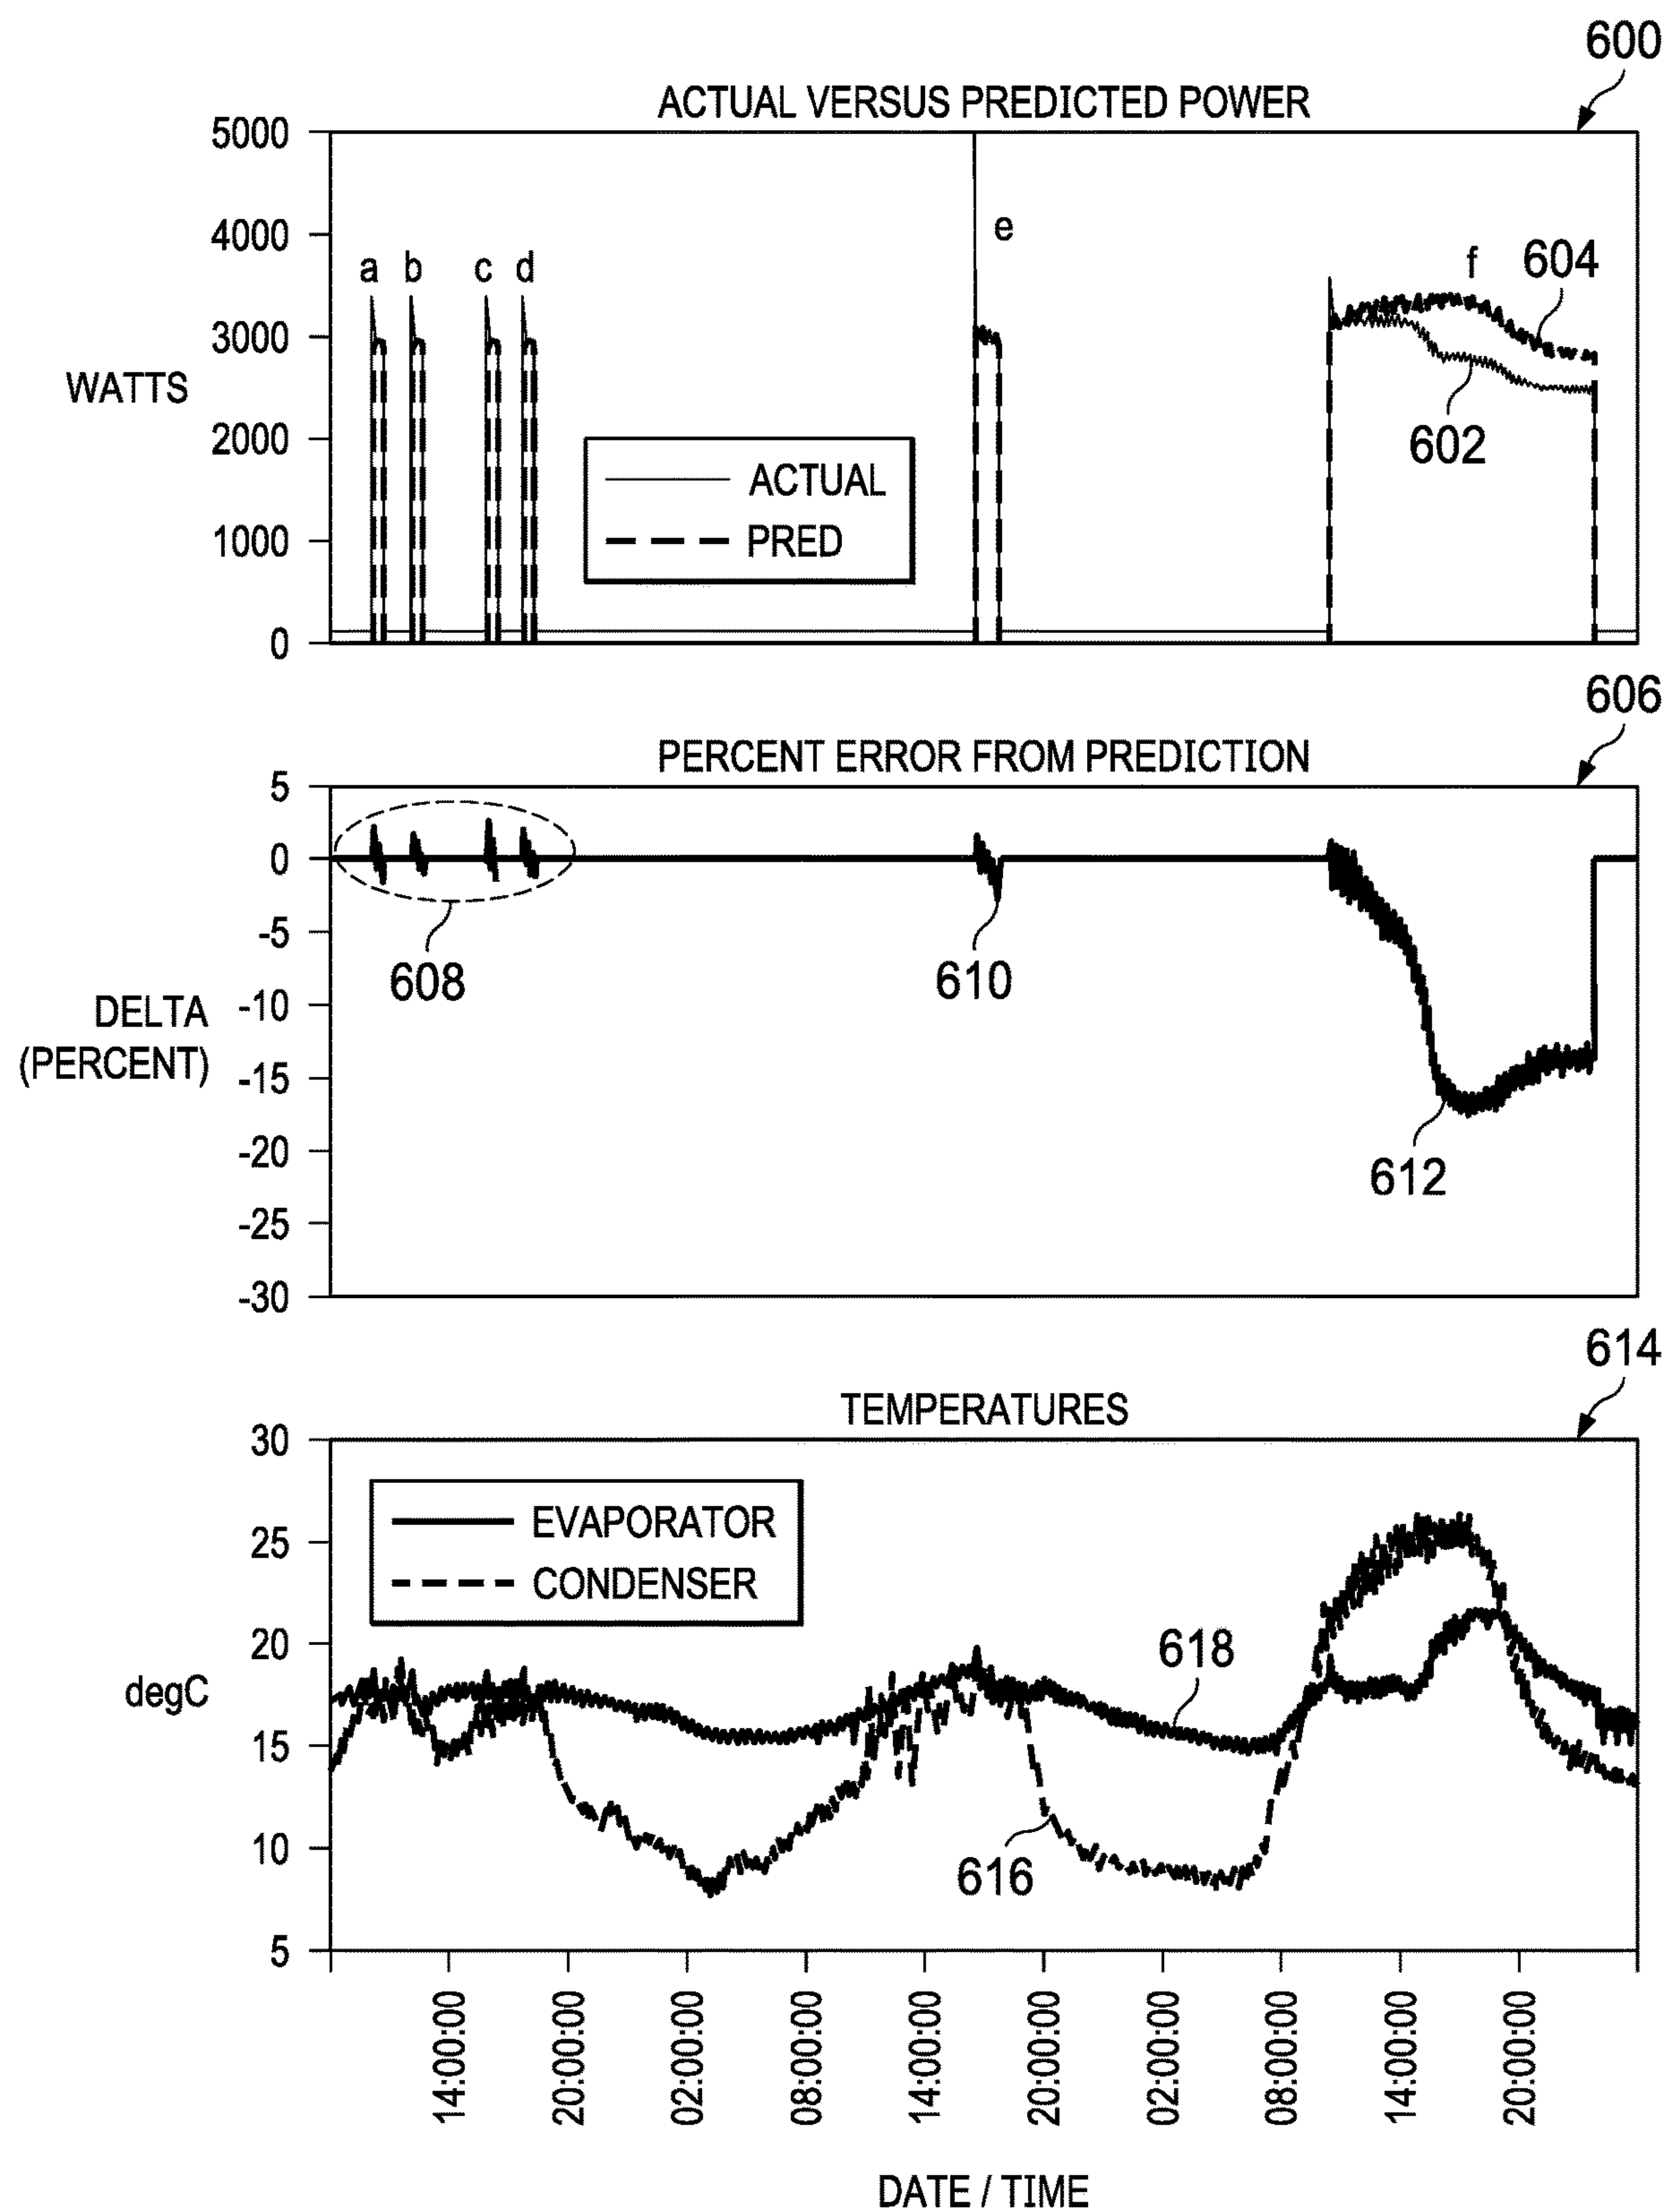 600
ACTUAL VERSUS PREDICTED POWER
5000
4000
3000
2000
1000
0
WATTS
a b c d
e
f
604
602
ACTUAL
PRED
606
PERCENT ERROR FROM PREDICTION
5
0
-5
-10
-15
-20
-25
-30
DELTA
(PERCENT)
608
610
612
614
TEMPERATURES
30
25
20
15
10
5
degC
EVAPORATOR
CONDENSER
618
616
14:00:00
20:00:00
02:00:00
08:00:00
14:00:00
20:00:00
02:00:00
08:00:00
14:00:00
20:00:00
DATE / TIME